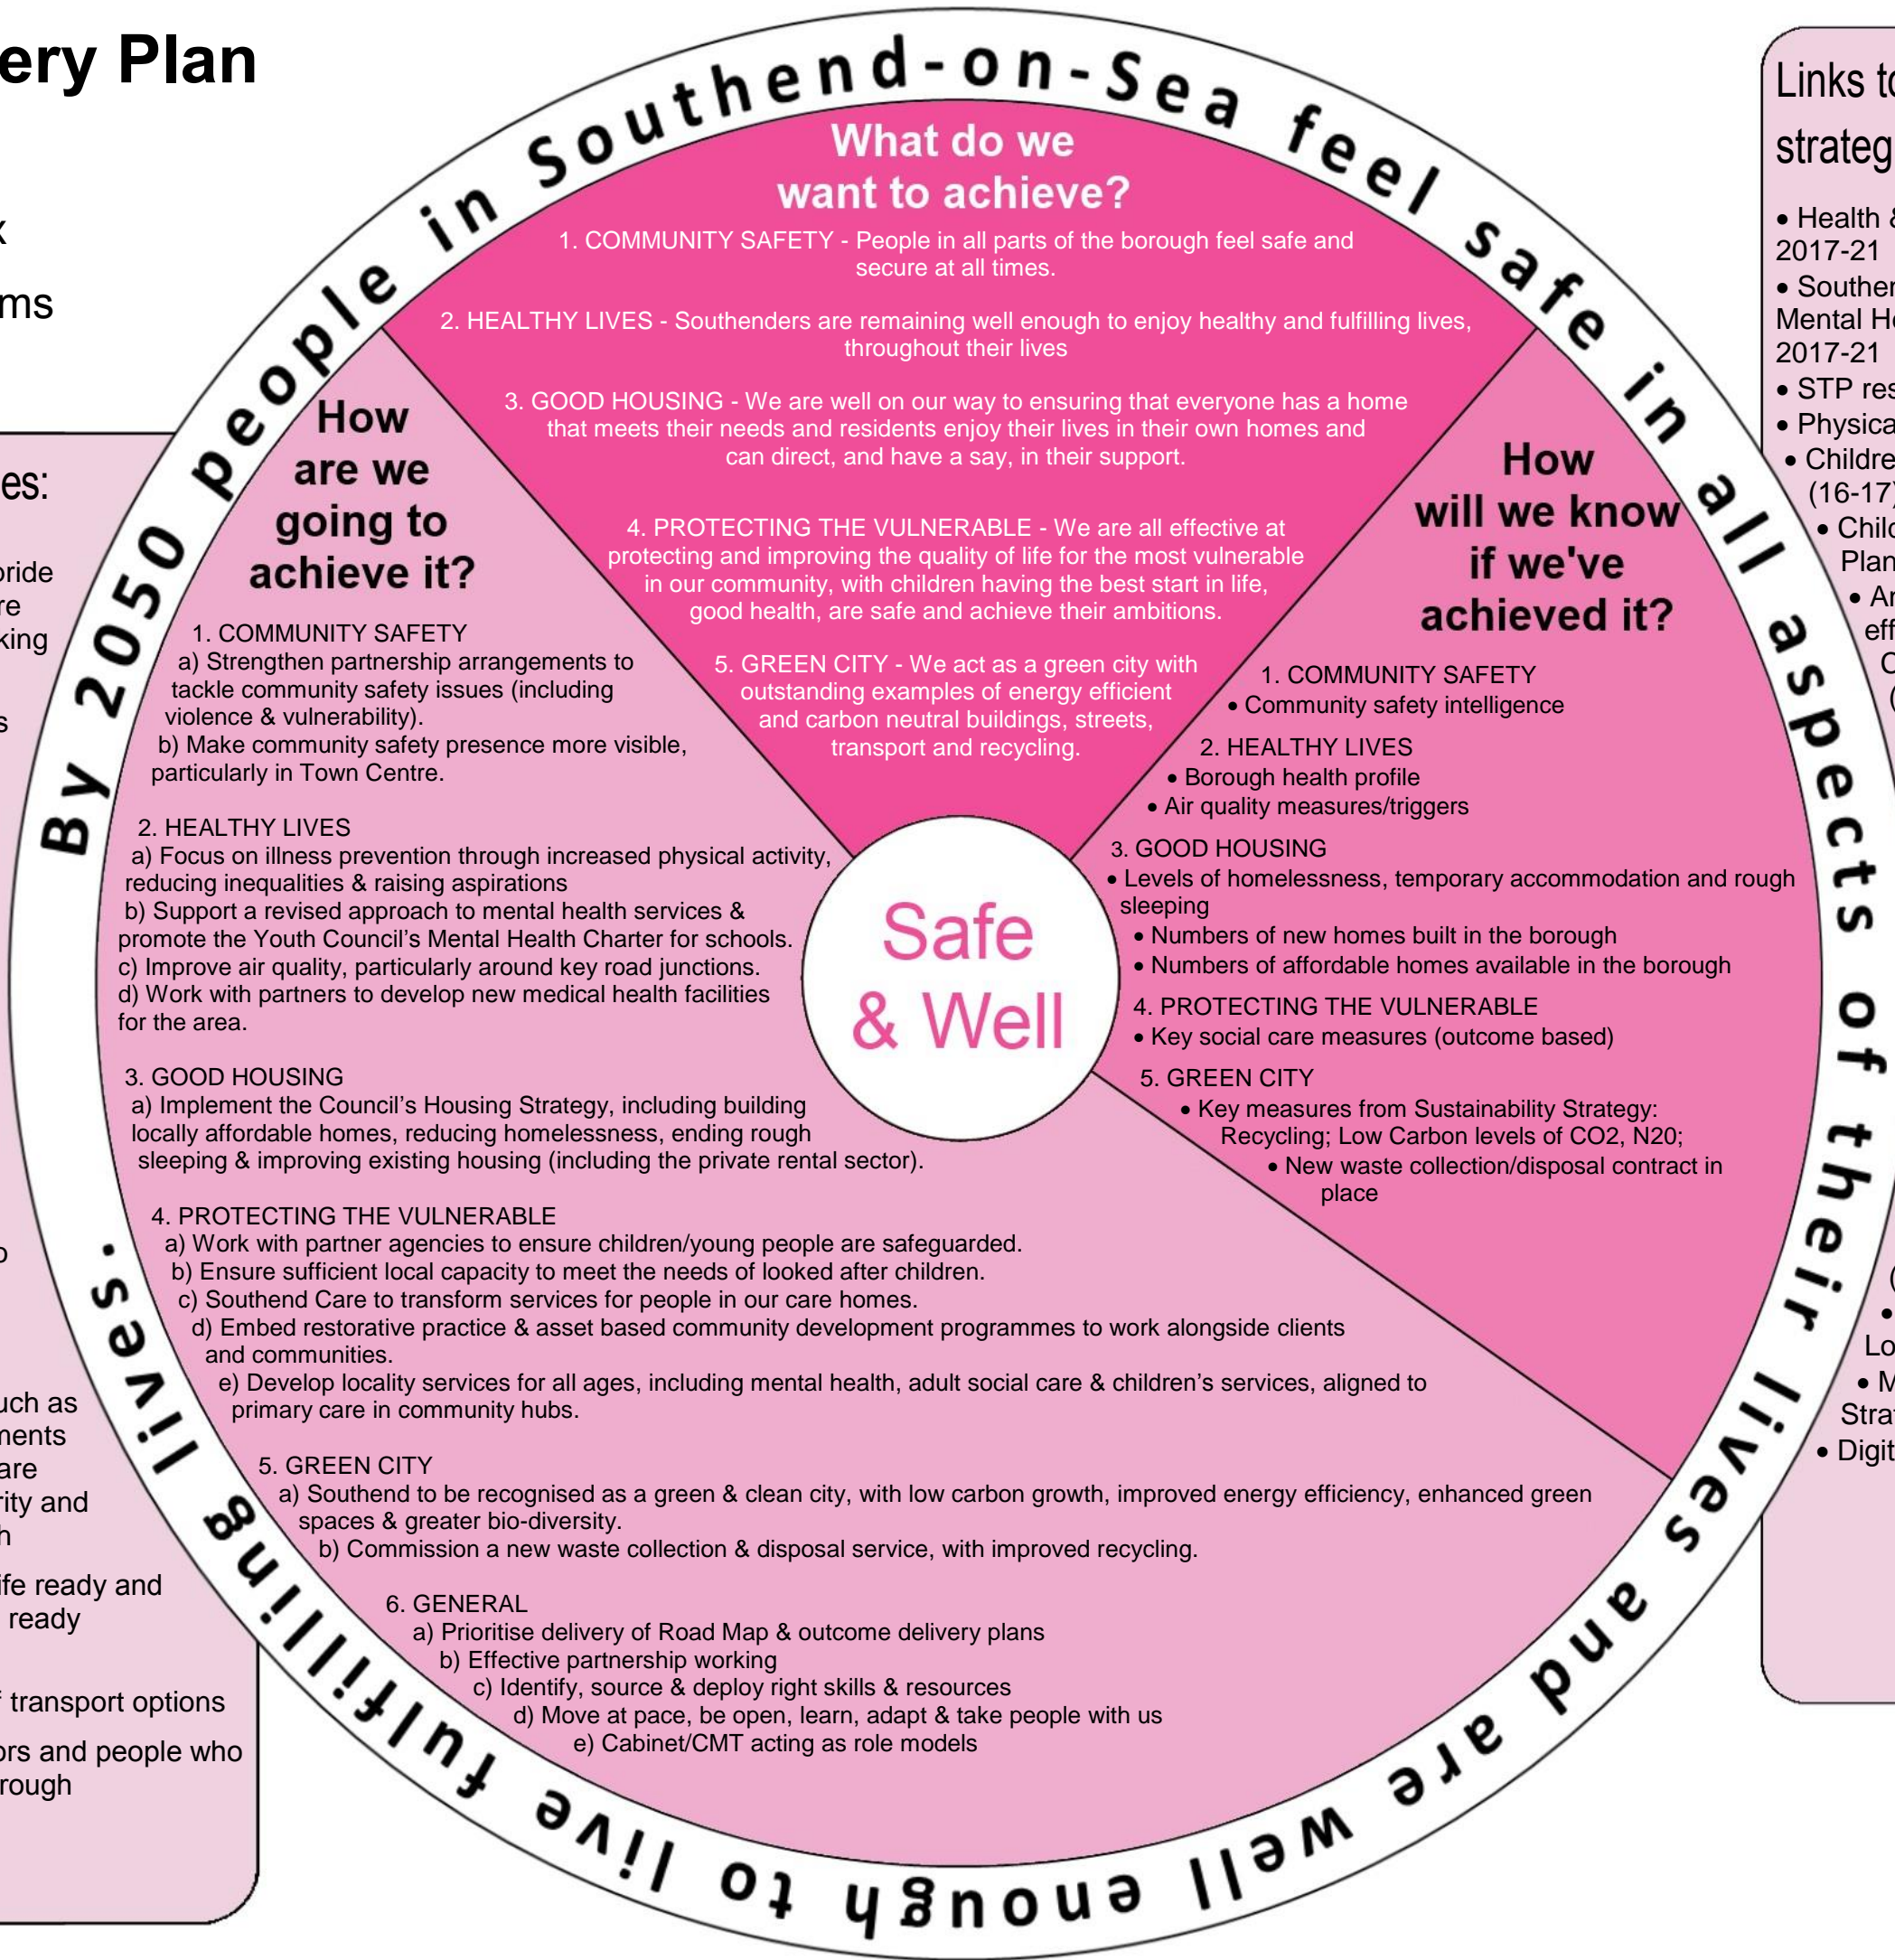 ery Plan
x
ms
es:
oride
re
king
s
o
uch as
ments
are
rity and
h
ife ready and
ready
f transport options
ors and people who
rough
By 2050 people in Southend-on-Sea feel safe in all aspects of their lives and are well enough to live fulfilling lives.
What do we
want to achieve?
1. COMMUNITY SAFETY - People in all parts of the borough feel safe and
secure at all times.
2. HEALTHY LIVES - Southenders are remaining well enough to enjoy healthy and fulfilling lives,
throughout their lives
3. GOOD HOUSING - We are well on our way to ensuring that everyone has a home
that meets their needs and residents enjoy their lives in their own homes and
can direct, and have a say, in their support.
4. PROTECTING THE VULNERABLE - We are all effective at
protecting and improving the quality of life for the most vulnerable
in our community, with children having the best start in life,
good health, are safe and achieve their ambitions.
5. GREEN CITY - We act as a green city with
outstanding examples of energy efficient
and carbon neutral buildings, streets,
transport and recycling.
How
are we
going to
achieve it?
1. COMMUNITY SAFETY
a) Strengthen partnership arrangements to
tackle community safety issues (including
violence & vulnerability).
b) Make community safety presence more visible,
particularly in Town Centre.
2. HEALTHY LIVES
a) Focus on illness prevention through increased physical activity,
reducing inequalities & raising aspirations
b) Support a revised approach to mental health services &
promote the Youth Council's Mental Health Charter for schools.
c) Improve air quality, particularly around key road junctions.
d) Work with partners to develop new medical health facilities
for the area.
3. GOOD HOUSING
a) Implement the Council's Housing Strategy, including building
locally affordable homes, reducing homelessness, ending rough
sleeping & improving existing housing (including the private rental sector).
4. PROTECTING THE VULNERABLE
a) Work with partner agencies to ensure children/young people are safeguarded.
b) Ensure sufficient local capacity to meet the needs of looked after children.
c) Southend Care to transform services for people in our care homes.
d) Embed restorative practice & asset based community development programmes to work alongside clients
and communities.
e) Develop locality services for all ages, including mental health, adult social care & children's services, aligned to
primary care in community hubs.
5. GREEN CITY
a) Southend to be recognised as a green & clean city, with low carbon growth, improved energy efficiency, enhanced green
spaces & greater bio-diversity.
b) Commission a new waste collection & disposal service, with improved recycling.
6. GENERAL
a) Prioritise delivery of Road Map & outcome delivery plans
b) Effective partnership working
c) Identify, source & deploy right skills & resources
d) Move at pace, be open, learn, adapt & take people with us
e) Cabinet/CMT acting as role models
Safe
& Well
How
will we know
if we've
achieved it?
1. COMMUNITY SAFETY
• Community safety intelligence
2. HEALTHY LIVES
• Borough health profile
• Air quality measures/triggers
3. GOOD HOUSING
• Levels of homelessness, temporary accommodation and rough
sleeping
• Numbers of new homes built in the borough
• Numbers of affordable homes available in the borough
4. PROTECTING THE VULNERABLE
• Key social care measures (outcome based)
5. GREEN CITY
• Key measures from Sustainability Strategy:
Recycling; Low Carbon levels of CO2, N20;
• New waste collection/disposal contract in
place
Links to
strateg
• Health &
2017-21
• Souther
Mental He
2017-21
• STP res
• Physica
• Childre
(16-17)
• Child
Plan
• Ar
eff
C
(
(
•
Lo
• M
Strat
• Digit